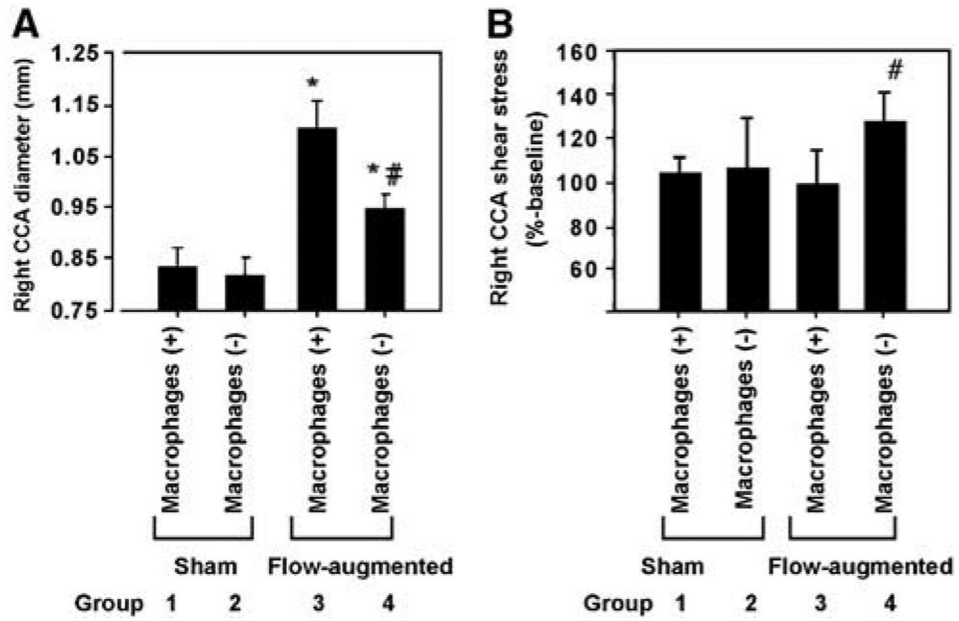 A
Right CCA diameter (mm)
1.25
1.15
1.05
0.95
0.85
0.75
*
* #
Macrophages (+)
Macrophages (-)
Macrophages (+)
Macrophages (-)
Sham
Flow-augmented
Group 1 2 3 4
B
Right CCA shear stress
(%-baseline)
160
140
120
100
80
60
#
Macrophages (+)
Macrophages (-)
Macrophages (+)
Macrophages (-)
Sham
Flow-augmented
Group 1 2 3 4